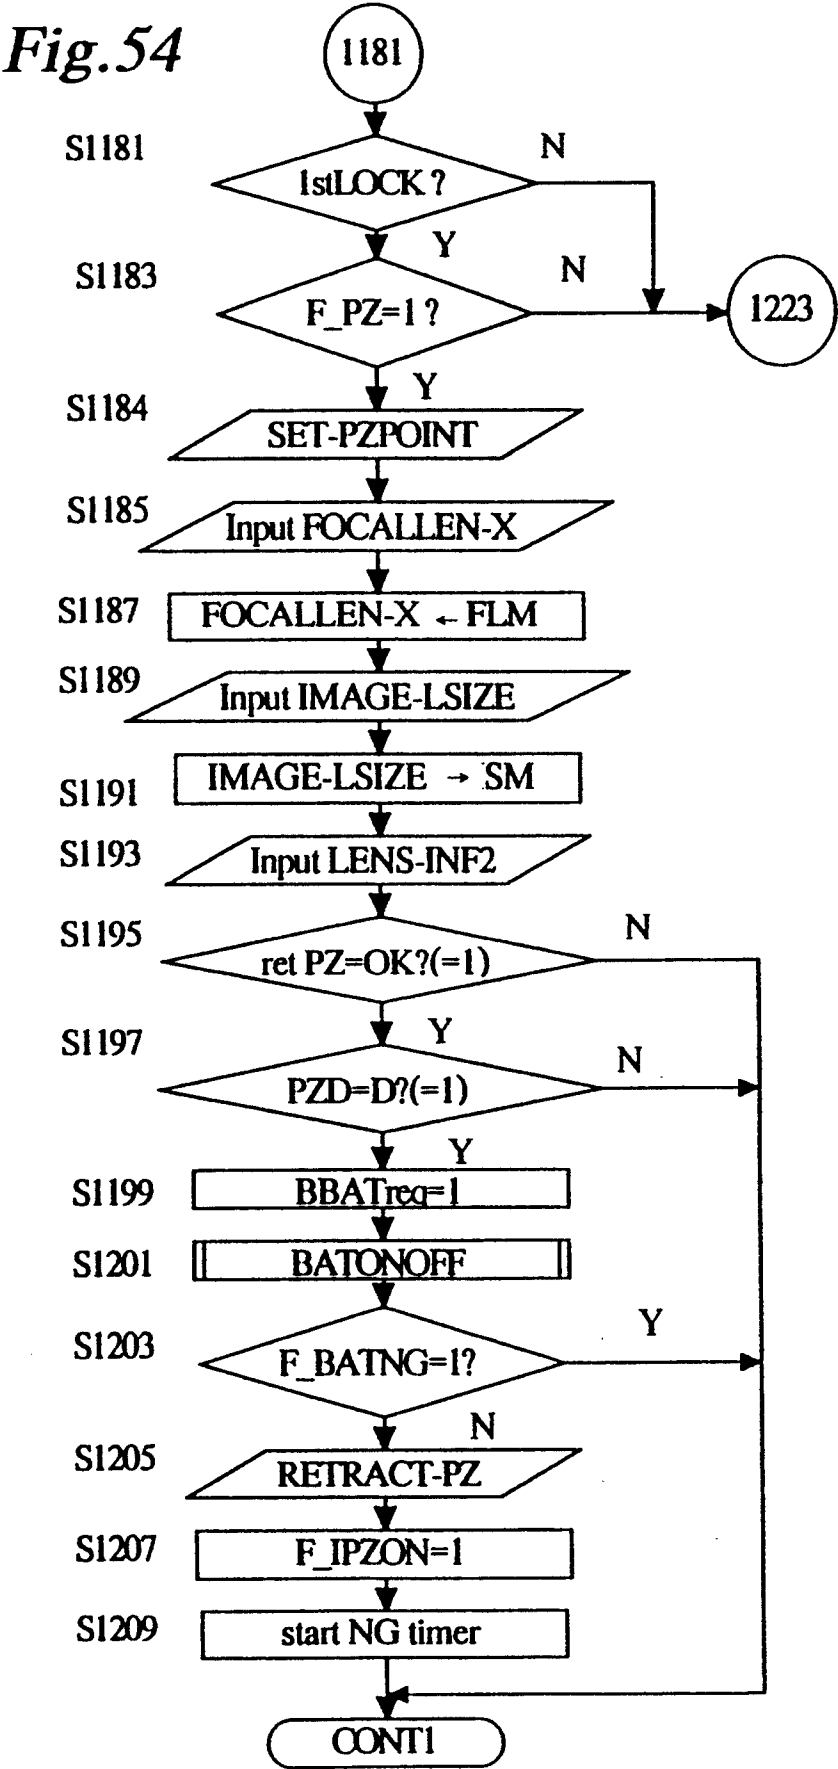 Fig.54
1181
S1181
1stLOCK ?
N
Y
S1183
F_PZ=1 ?
N
1223
Y
S1184
SET-PZPOINT
S1185
Input FOCALLEN-X
S1187
FOCALLEN-X ← FLM
S1189
Input IMAGE-LSIZE
S1191
IMAGE-LSIZE → SM
S1193
Input LENS-INF2
S1195
ret PZ=OK?(=1)
N
Y
S1197
PZD=D?(=1)
N
Y
S1199
BBATreq=1
S1201
BATONOFF
S1203
F_BATNG=1?
Y
N
S1205
RETRACT-PZ
S1207
F_IPZON=1
S1209
start NG timer
CONT1